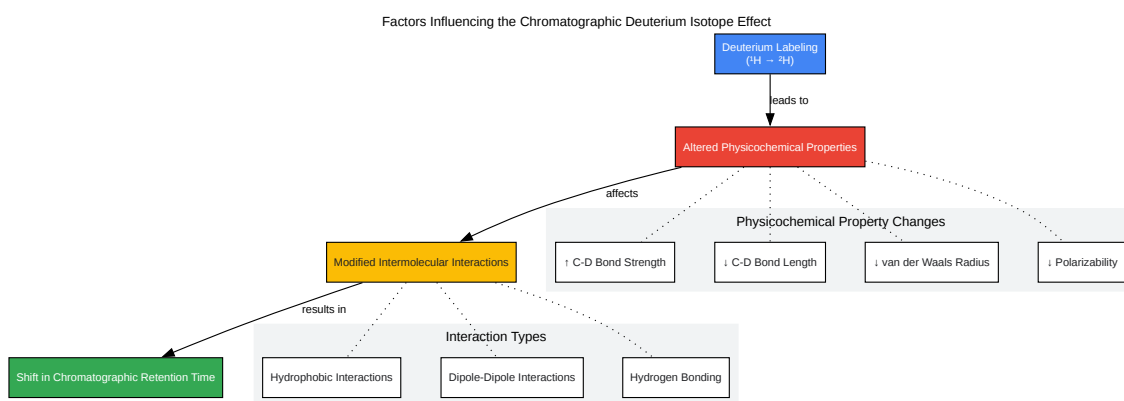 Factors Influencing the Chromatographic Deuterium Isotope Effect
Deuterium Labeling
(¹H → ²H)
leads to
Altered Physicochemical Properties
affects
Physicochemical Property Changes
↑ C-D Bond Strength
↓ C-D Bond Length
↓ van der Waals Radius
↓ Polarizability
Modified Intermolecular Interactions
results in
Interaction Types
Hydrophobic Interactions
Dipole-Dipole Interactions
Hydrogen Bonding
Shift in Chromatographic Retention Time